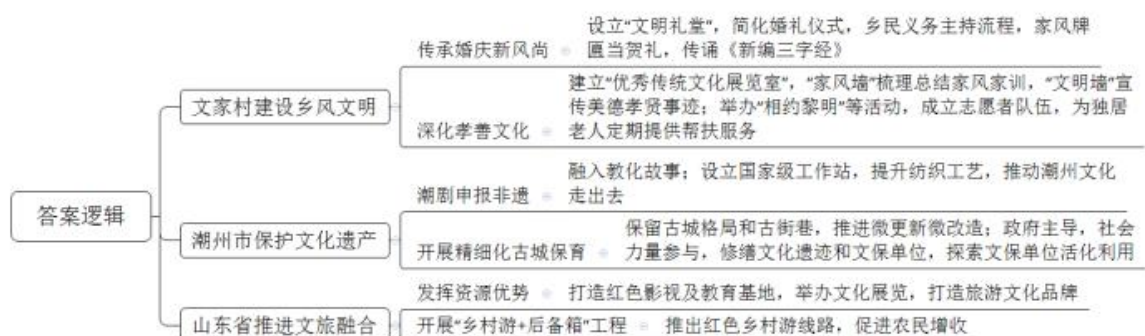 设立“文明礼堂”，简化婚礼仪式，乡民义务主持流程，家风牌
传承婚庆新风尚 匾当贺礼，传诵《新编三字经》
建立“优秀传统文化展览室”，“家风墙”梳理总结家风家训，“文明墙”宣
文家村建设乡风文明 传美德孝贤事迹；举办“相约黎明”等活动，成立志愿者队伍，为独居
深化孝善文化 老人定期提供帮扶服务
融入教化故事；设立国家级工作站，提升纺织工艺，推动潮州文化
潮剧申报非遗 走出去
答案逻辑
保留古城格局和古街巷，推进微更新微改造；政府主导，社会
潮州市保护文化遗产
开展精细化古城保育 力量参与，修缮文化遗迹和文保单位，探索文保单位活化利用
发挥资源优势 打造红色影视及教育基地，举办文化展览，打造旅游文化品牌
山东省推进文旅融合 开展“乡村游+后备箱”工程 推出红色乡村游线路，促进农民增收